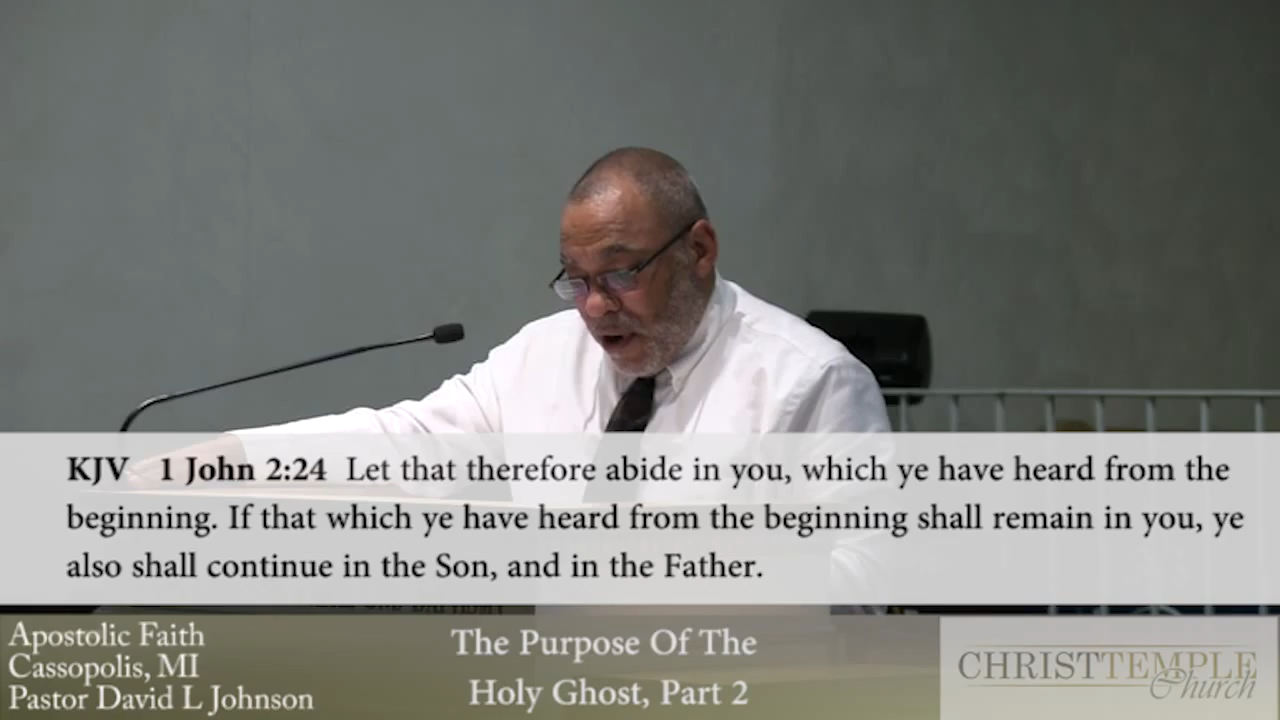 KJV 1 John 2:24 Let that therefore abide in you, which ye have heard from the
beginning. If that which ye have heard from the beginning shall remain in you, ye
also shall continue in the Son, and in the Father.
Apostolic Faith
Cassopolis, MI
Pastor David L Johnson
The Purpose Of The
Holy Ghost, Part 2
CHRISTTEMPLE
Church